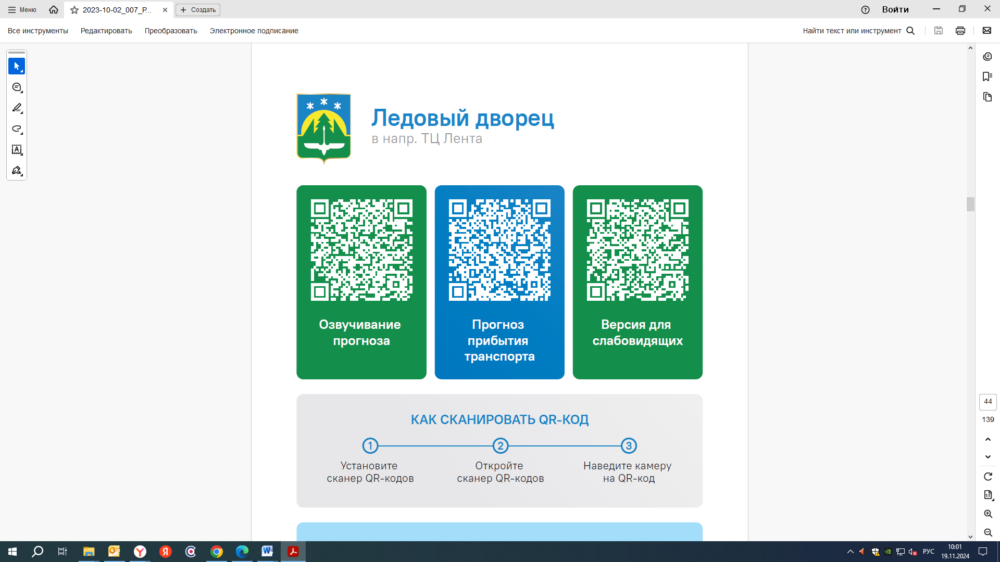 Меню
2023-10-02_007_P...
Создать
Войти
Все инструменты
Редактировать
Преобразовать
Электронное подписание
Найти текст или инструмент
Ледовый дворец
в напр. ТЦ Лента
Озвучивание
прогноза
Прогноз
прибытия
транспорта
Версия для
слабовидящих
КАК СКАНИРОВАТЬ QR-КОД
1
2
3
Установите
сканер QR-кодов
Откройте
сканер QR-кодов
Наведите камеру
на QR-код
44
139
РУС
10:01
19.11.2024